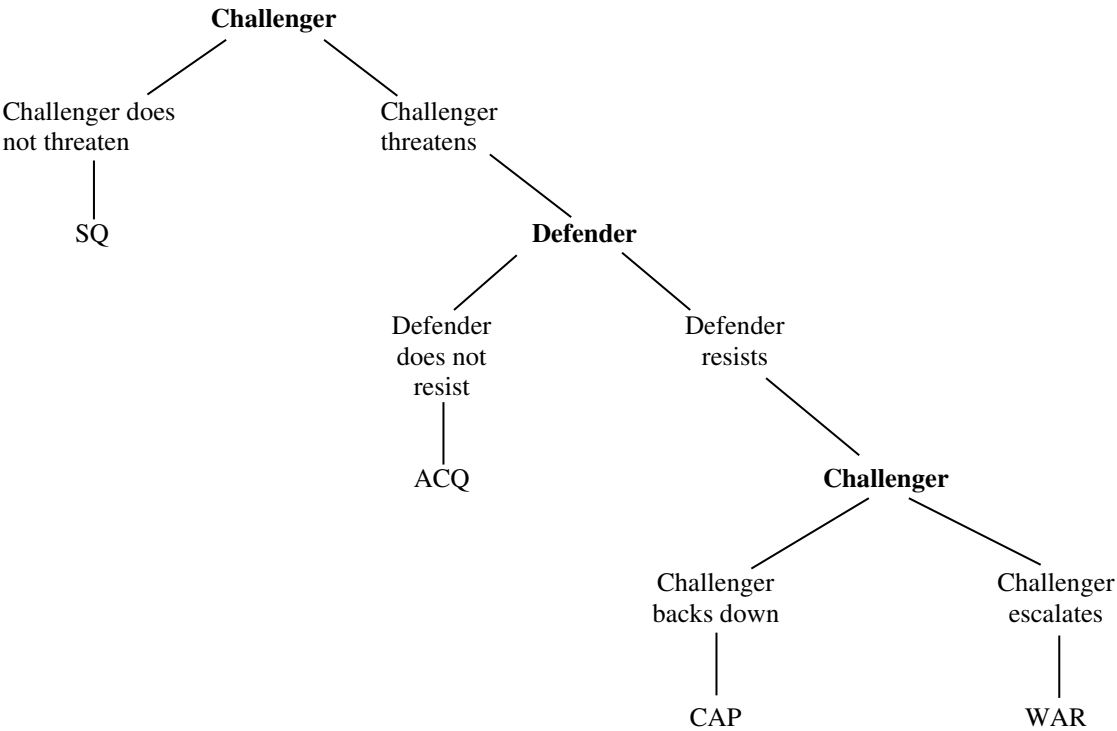 Challenger
Challenger does
not threaten
Challenger
threatens
SQ
Defender
Defender
does not
resist
Defender
resists
ACQ
Challenger
Challenger
backs down
Challenger
escalates
CAP
WAR